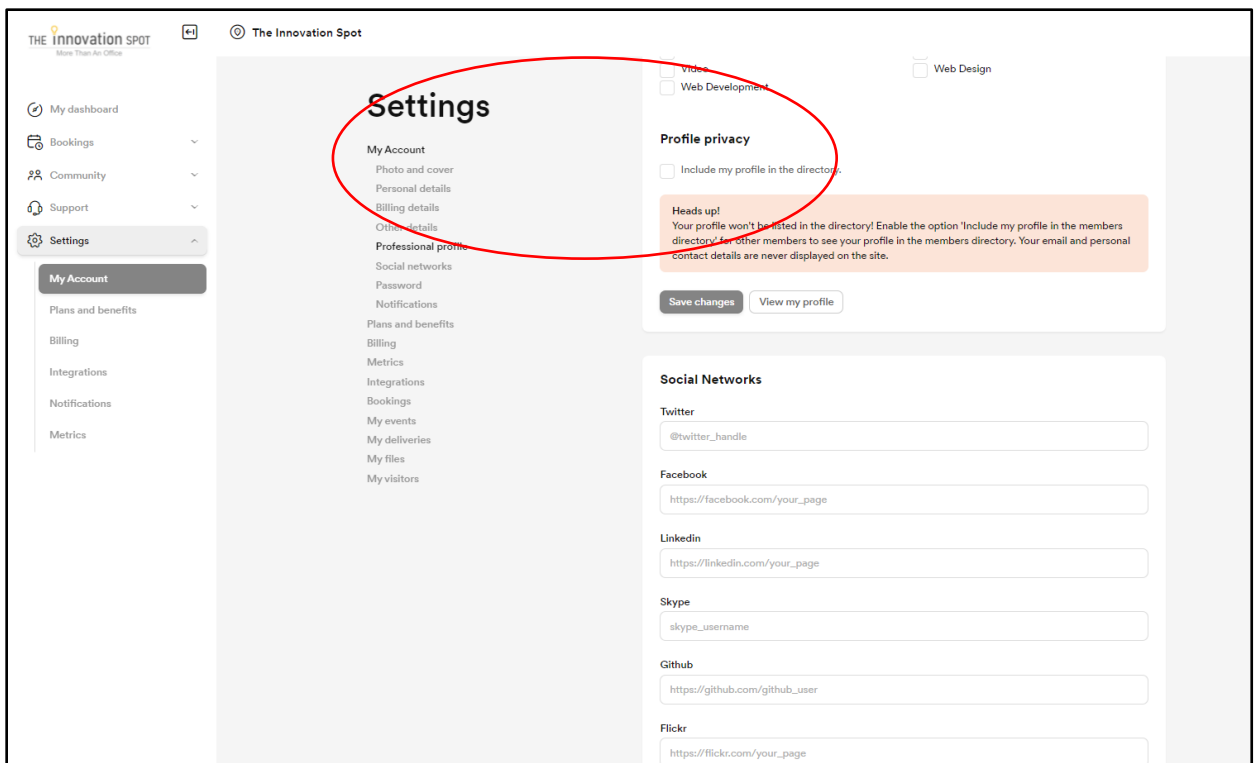 THE innovation SPOT
More Than An Office
The Innovation Spot
My dashboard
Bookings
Community
Support
Settings
My Account
Plans and benefits
Billing
Integrations
Notifications
Metrics
Settings
My Account
Photo and cover
Personal details
Billing details
Other details
Professional profile
Social networks
Password
Notifications
Plans and benefits
Billing
Metrics
Integrations
Bookings
My events
My deliveries
My files
My visitors
Video
Web Design
Web Development
Profile privacy
Include my profile in the directory.
Heads up!
Your profile won't be listed in the directory! Enable the option 'Include my profile in the members
directory' for other members to see your profile in the members directory. Your email and personal
contact details are never displayed on the site.
Save changes
View my profile
Social Networks
Twitter
@twitter_handle
Facebook
https://facebook.com/your_page
Linkedin
https://linkedin.com/your_page
Skype
skype_username
Github
https://github.com/github_user
Flickr
https://flickr.com/your_page